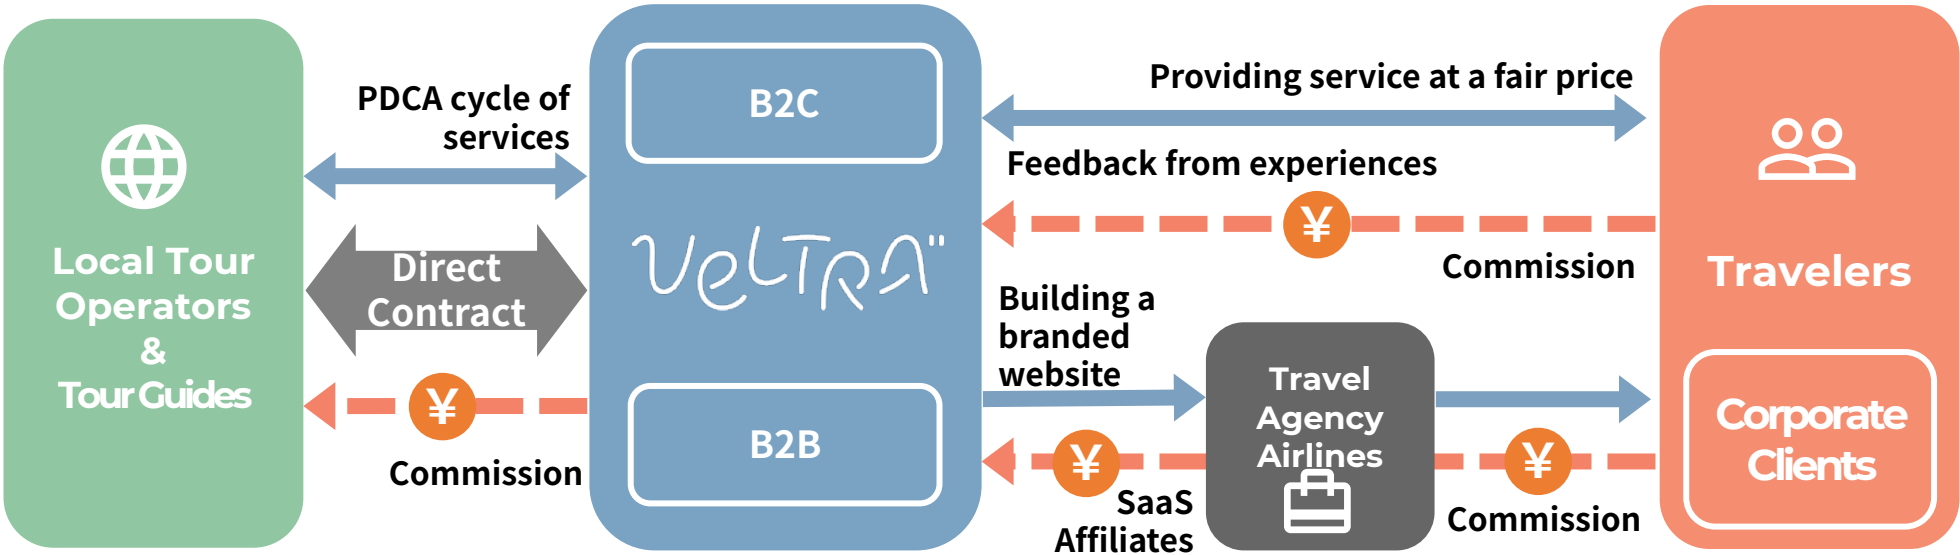 Local Tour
Operators
&
Tour Guides
PDCA cycle of
services
Direct
Contract
¥
Commission
B2C
VELTRA
B2B
Providing service at a fair price
Feedback from experiences
¥
Commission
Building a
branded
website
¥
SaaS
Affiliates
Travel
Agency
Airlines
¥
Commission
Travelers
Corporate
Clients